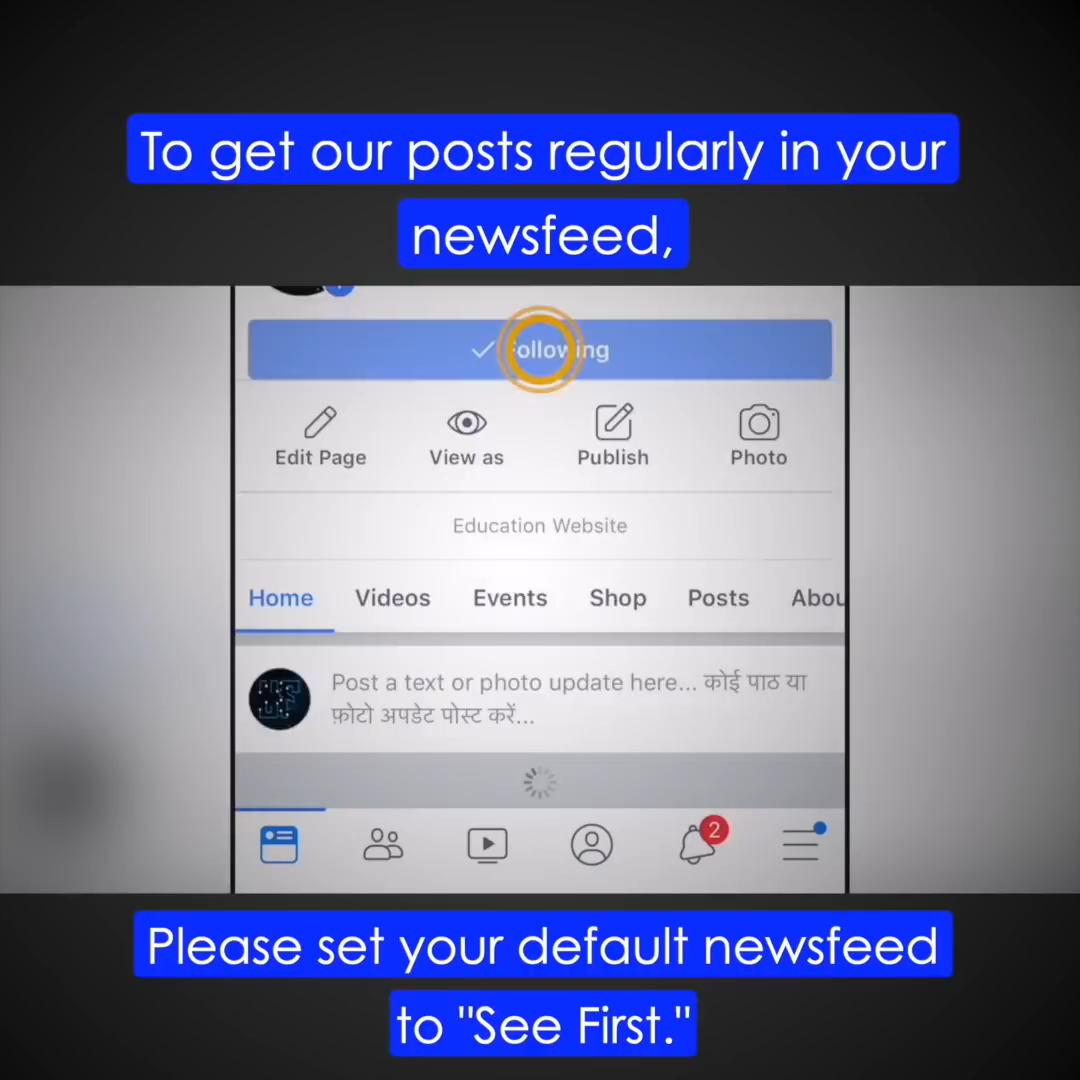 To get our posts regularly in your
newsfeed,
✓ Following
Edit Page
View as
Publish
Photo
Education Website
Home
Videos
Events
Shop
Posts
Abou
Post a text or photo update here... कोई पाठ या
फ़ोटो अपडेट पोस्ट करें...
2
Please set your default newsfeed
to "See First."